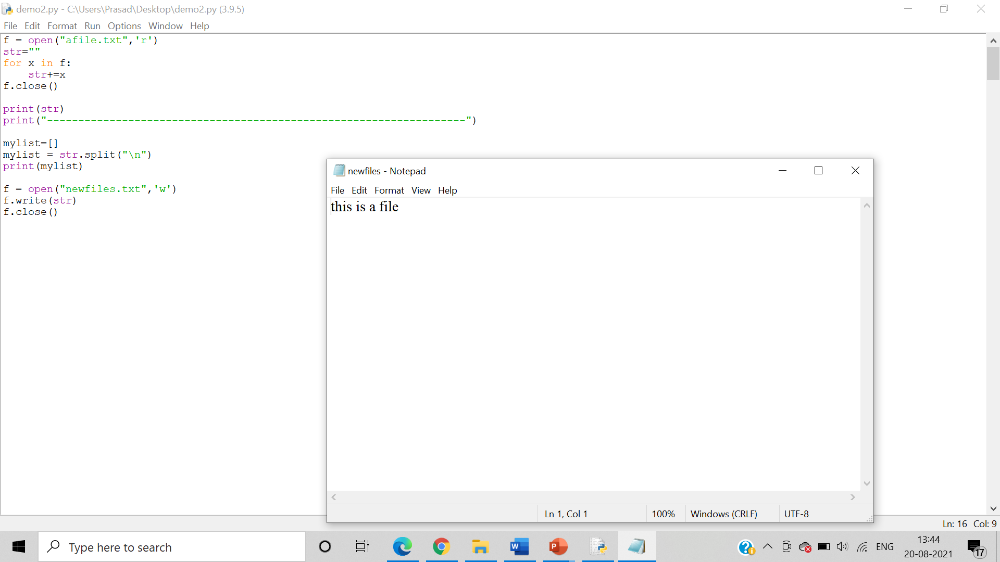 demo2.py - C:\Users\Prasad\Desktop\demo2.py (3.9.5)
File Edit Format Run Options Window Help
f = open("afile.txt",'r')
str=""
for x in f:
    str+=x
f.close()
print(str)
print("-------------------------------------------------------------------")
mylist=[]
mylist = str.split("\n")
print(mylist)
f = open("newfiles.txt",'w')
f.write(str)
f.close()
newfiles - Notepad
File Edit Format View Help
this is a file
Ln 1, Col 1 100% Windows (CRLF) UTF-8
Ln: 16 Col: 9
Type here to search
ENG
13:44
20-08-2021
17